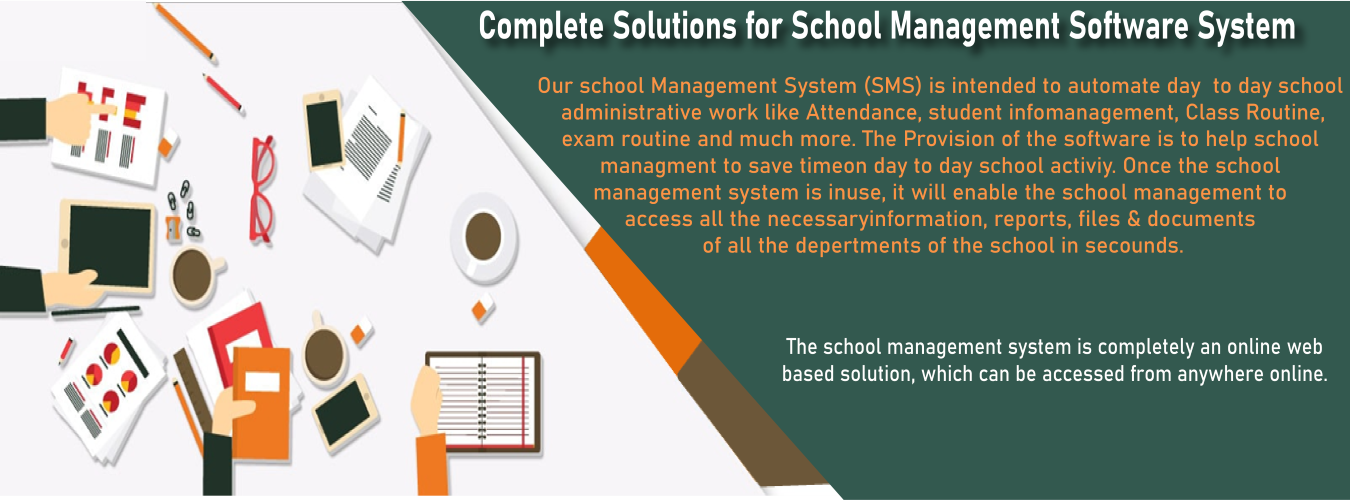 Complete Solutions for School Management Software System
Our school Management System (SMS) is intended to automate day  to day school
administrative work like Attendance, student infomanagement, Class Routine,
exam routine and much more. The Provision of the software is to help school
managment to save timeon day to day school activiy. Once the school
management system is inuse, it will enable the school management to
access all the necessaryinformation, reports, files & documents
of all the depertments of the school in secounds.
The school management system is completely an online web
based solution, which can be accessed from anywhere online.